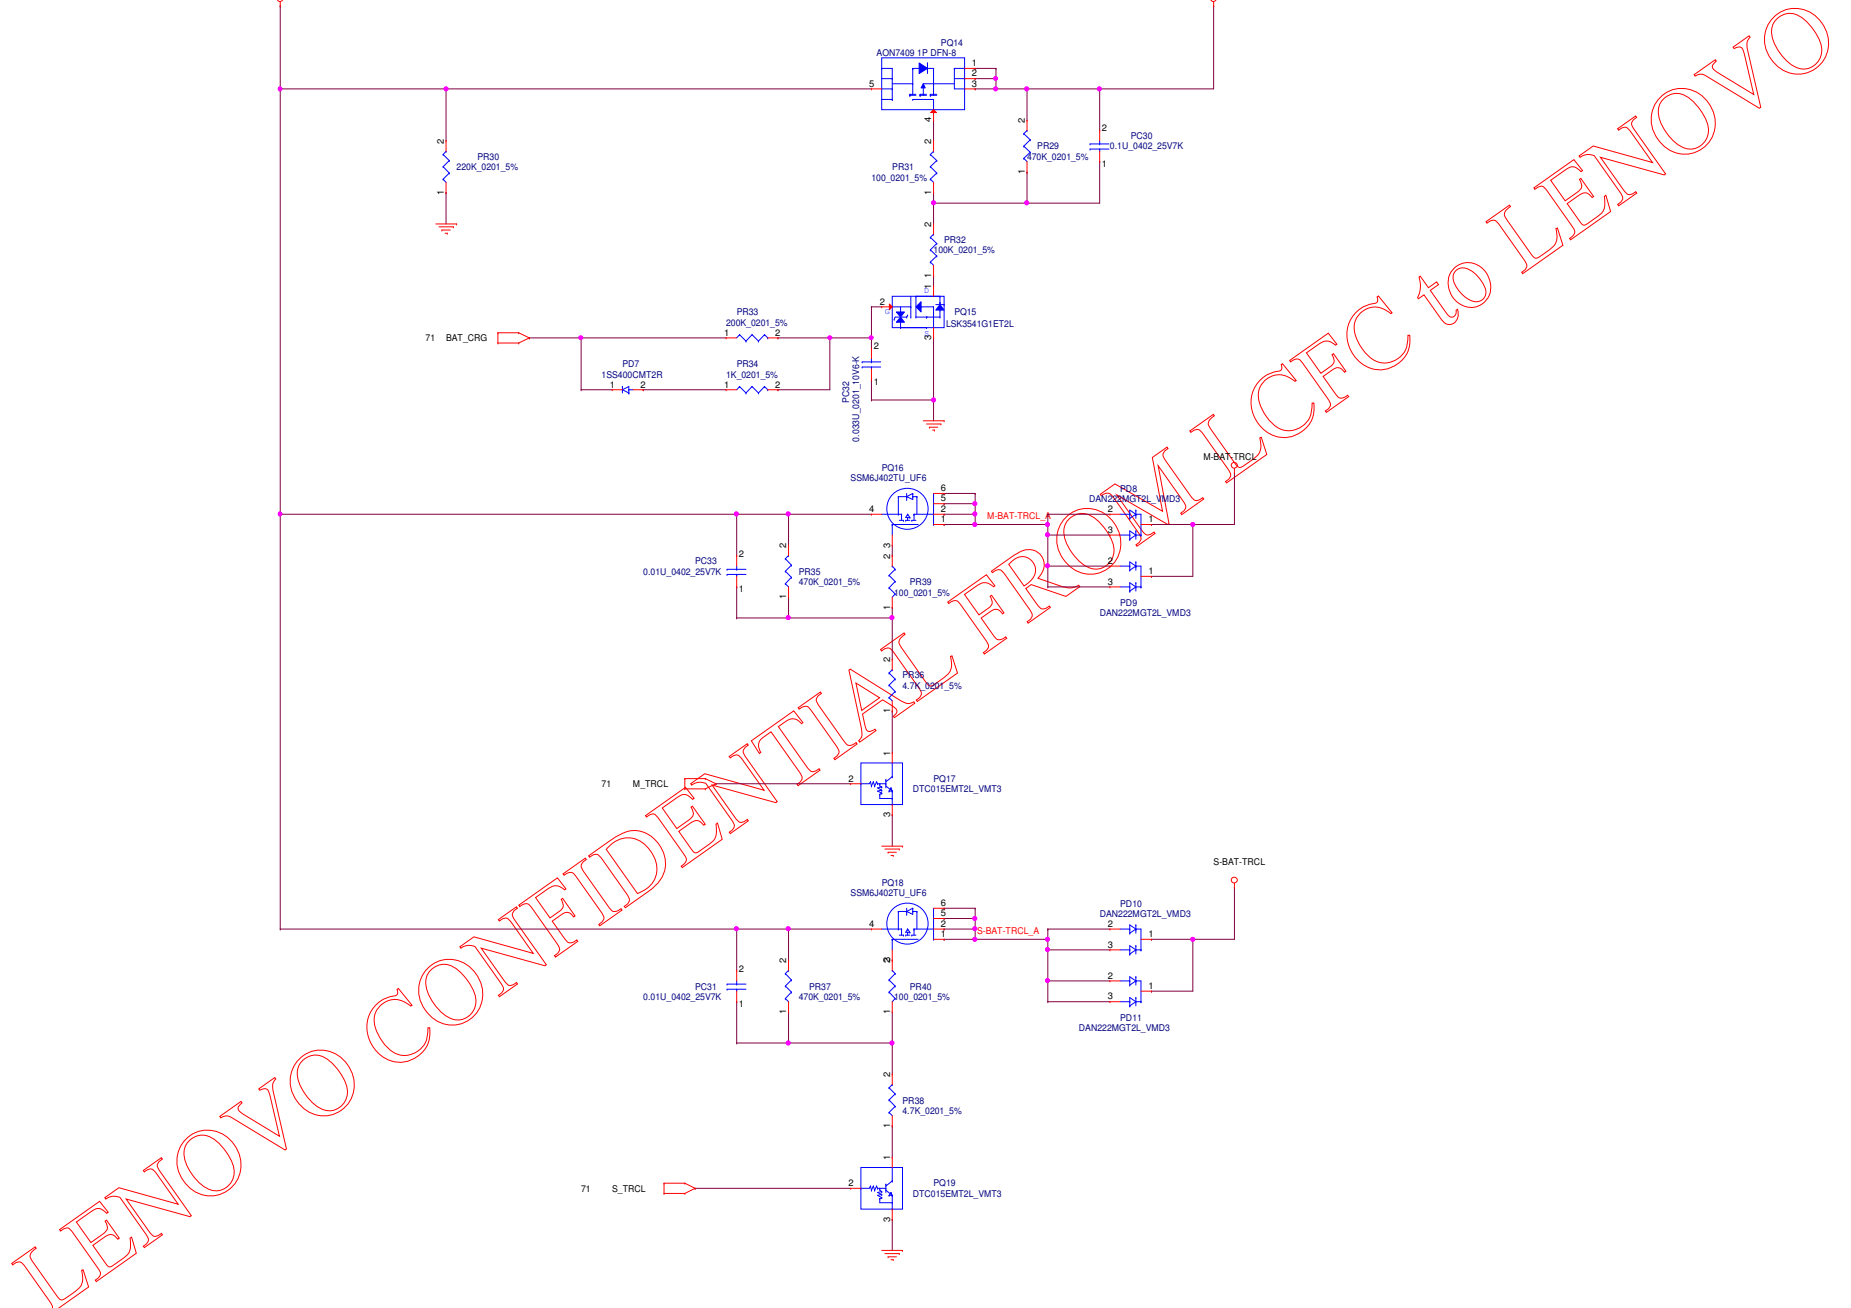 PQ14
AON7409 1P DFN-8
1
2
3
5
4
2
PR30
220K_0201_5%
1
2
PR31
100_0201_5%
1
2
PR29
470K_0201_5%
1
2
PC30
0.1U_0402_25V7K
1
2
PR32
100K_0201_5%
1
1
D
2
G
PQ15
LSK3541G1ET2L
S
3
71 BAT_CRG
PR33
200K_0201_5%
1 2
PD7
1SS400CMT2R
1 2
PR34
1K_0201_5%
1 2
2
1
PC32
0.033U_0201_10V6-K
PQ16
SSM6J402TU_UF6
6
5
2
1
4
3
M-BAT-TRCL_A
M-BAT-TRCL
PD8
DAN222MGT2L_VMD3
2
3
1
2
3
1
PD9
DAN222MGT2L_VMD3
2
PC33
0.01U_0402_25V7K
1
2
PR35
470K_0201_5%
1
2
PR39
100_0201_5%
1
2
PR36
4.7K_0201_5%
1
1
71 M_TRCL
2
PQ17
DTC015EMT2L_VMT3
3
S-BAT-TRCL
PQ18
SSM6J402TU_UF6
6
5
2
1
4
3
S-BAT-TRCL_A
PD10
DAN222MGT2L_VMD3
2
3
1
2
3
1
PD11
DAN222MGT2L_VMD3
2
PC31
0.01U_0402_25V7K
1
2
PR37
470K_0201_5%
1
2
PR40
100_0201_5%
1
2
PR38
4.7K_0201_5%
1
1
71 S_TRCL
2
PQ19
DTC015EMT2L_VMT3
3
LENOVO CONFIDENTIAL FROM LCFC to LENOVO